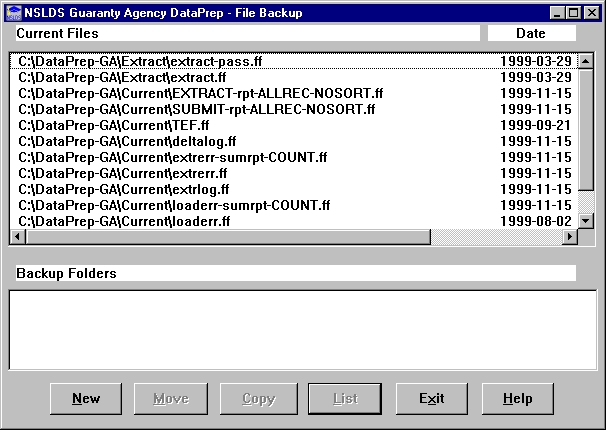 NSLDS Guaranty Agency DataPrep - File Backup
Current Files Date
C:\DataPrep-GA\Extract\extract-pass.ff 1999-03-29
C:\DataPrep-GA\Extract\extract.ff 1999-03-29
C:\DataPrep-GA\Current\EXTRACT-rpt-ALLREC-NOSORT.ff 1999-11-15
C:\DataPrep-GA\Current\SUBMIT-rpt-ALLREC-NOSORT.ff 1999-11-15
C:\DataPrep-GA\Current\TEF.ff 1999-09-21
C:\DataPrep-GA\Current\deltalog.ff 1999-11-15
C:\DataPrep-GA\Current\extrerr-sumrpt-COUNT.ff 1999-11-15
C:\DataPrep-GA\Current\extrerr.ff 1999-11-15
C:\DataPrep-GA\Current\extrlog.ff 1999-11-15
C:\DataPrep-GA\Current\loaderr-sumrpt-COUNT.ff 1999-11-15
C:\DataPrep-GA\Current\loaderr.ff 1999-08-02
Backup Folders
New Move Copy List Exit Help